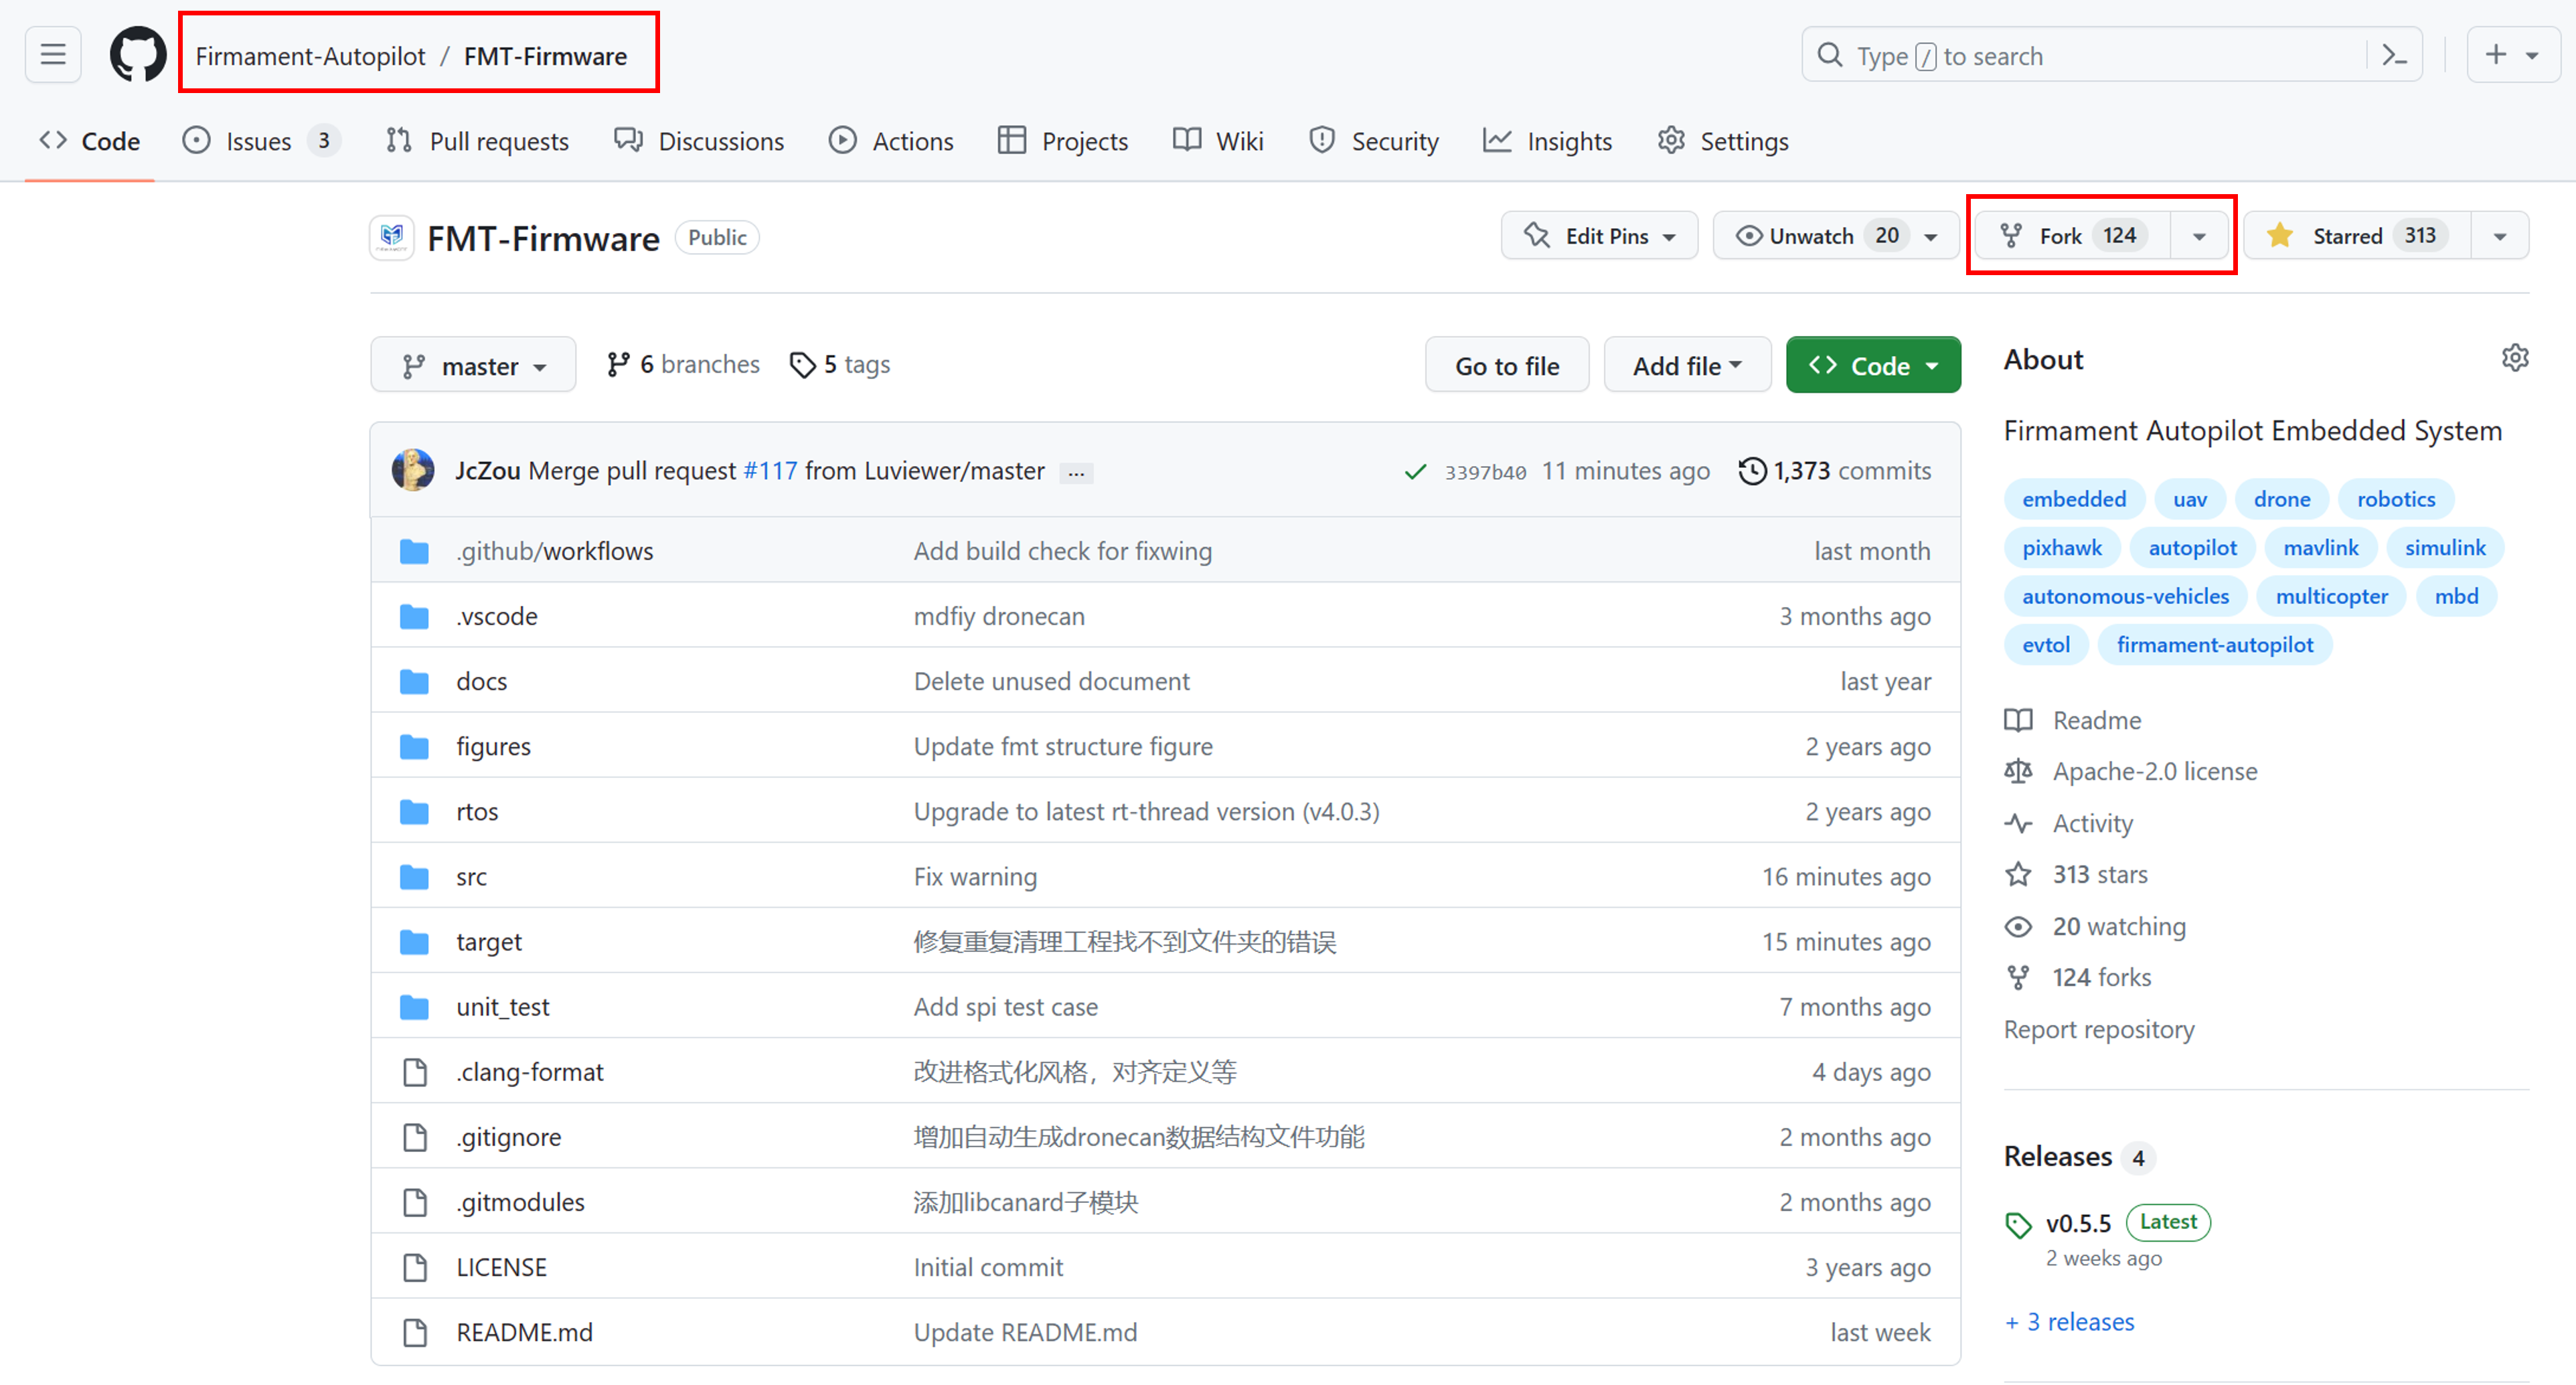 Firmament-Autopilot / FMT-Firmware
Type / to search
Code Issues 3 Pull requests Discussions Actions Projects Wiki Security Insights Settings
FMT-Firmware Public
Edit Pins Unwatch 20 Fork 124 Starred 313
master 6 branches 5 tags Go to file Add file Code
JcZou Merge pull request #117 from Luviewer/master ... 3397b40 11 minutes ago 1,373 commits
.github/workflows Add build check for fixwing last month
.vscode mdfiy dronecan 3 months ago
docs Delete unused document last year
figures Update fmt structure figure 2 years ago
rtos Upgrade to latest rt-thread version (v4.0.3) 2 years ago
src Fix warning 16 minutes ago
target 修复重复清理工程找不到文件夹的错误 15 minutes ago
unit_test Add spi test case 7 months ago
.clang-format 改进格式化风格，对齐定义等 4 days ago
.gitignore 增加自动生成dronecan数据结构文件功能 2 months ago
.gitmodules 添加libcanard子模块 2 months ago
LICENSE Initial commit 3 years ago
README.md Update README.md last week
About
Firmament Autopilot Embedded System
embedded uav drone robotics
pixhawk autopilot mavlink simulink
autonomous-vehicles multicopter mbd
evtol firmament-autopilot
Readme
Apache-2.0 license
Activity
313 stars
20 watching
124 forks
Report repository
Releases 4
v0.5.5 Latest
2 weeks ago
+ 3 releases